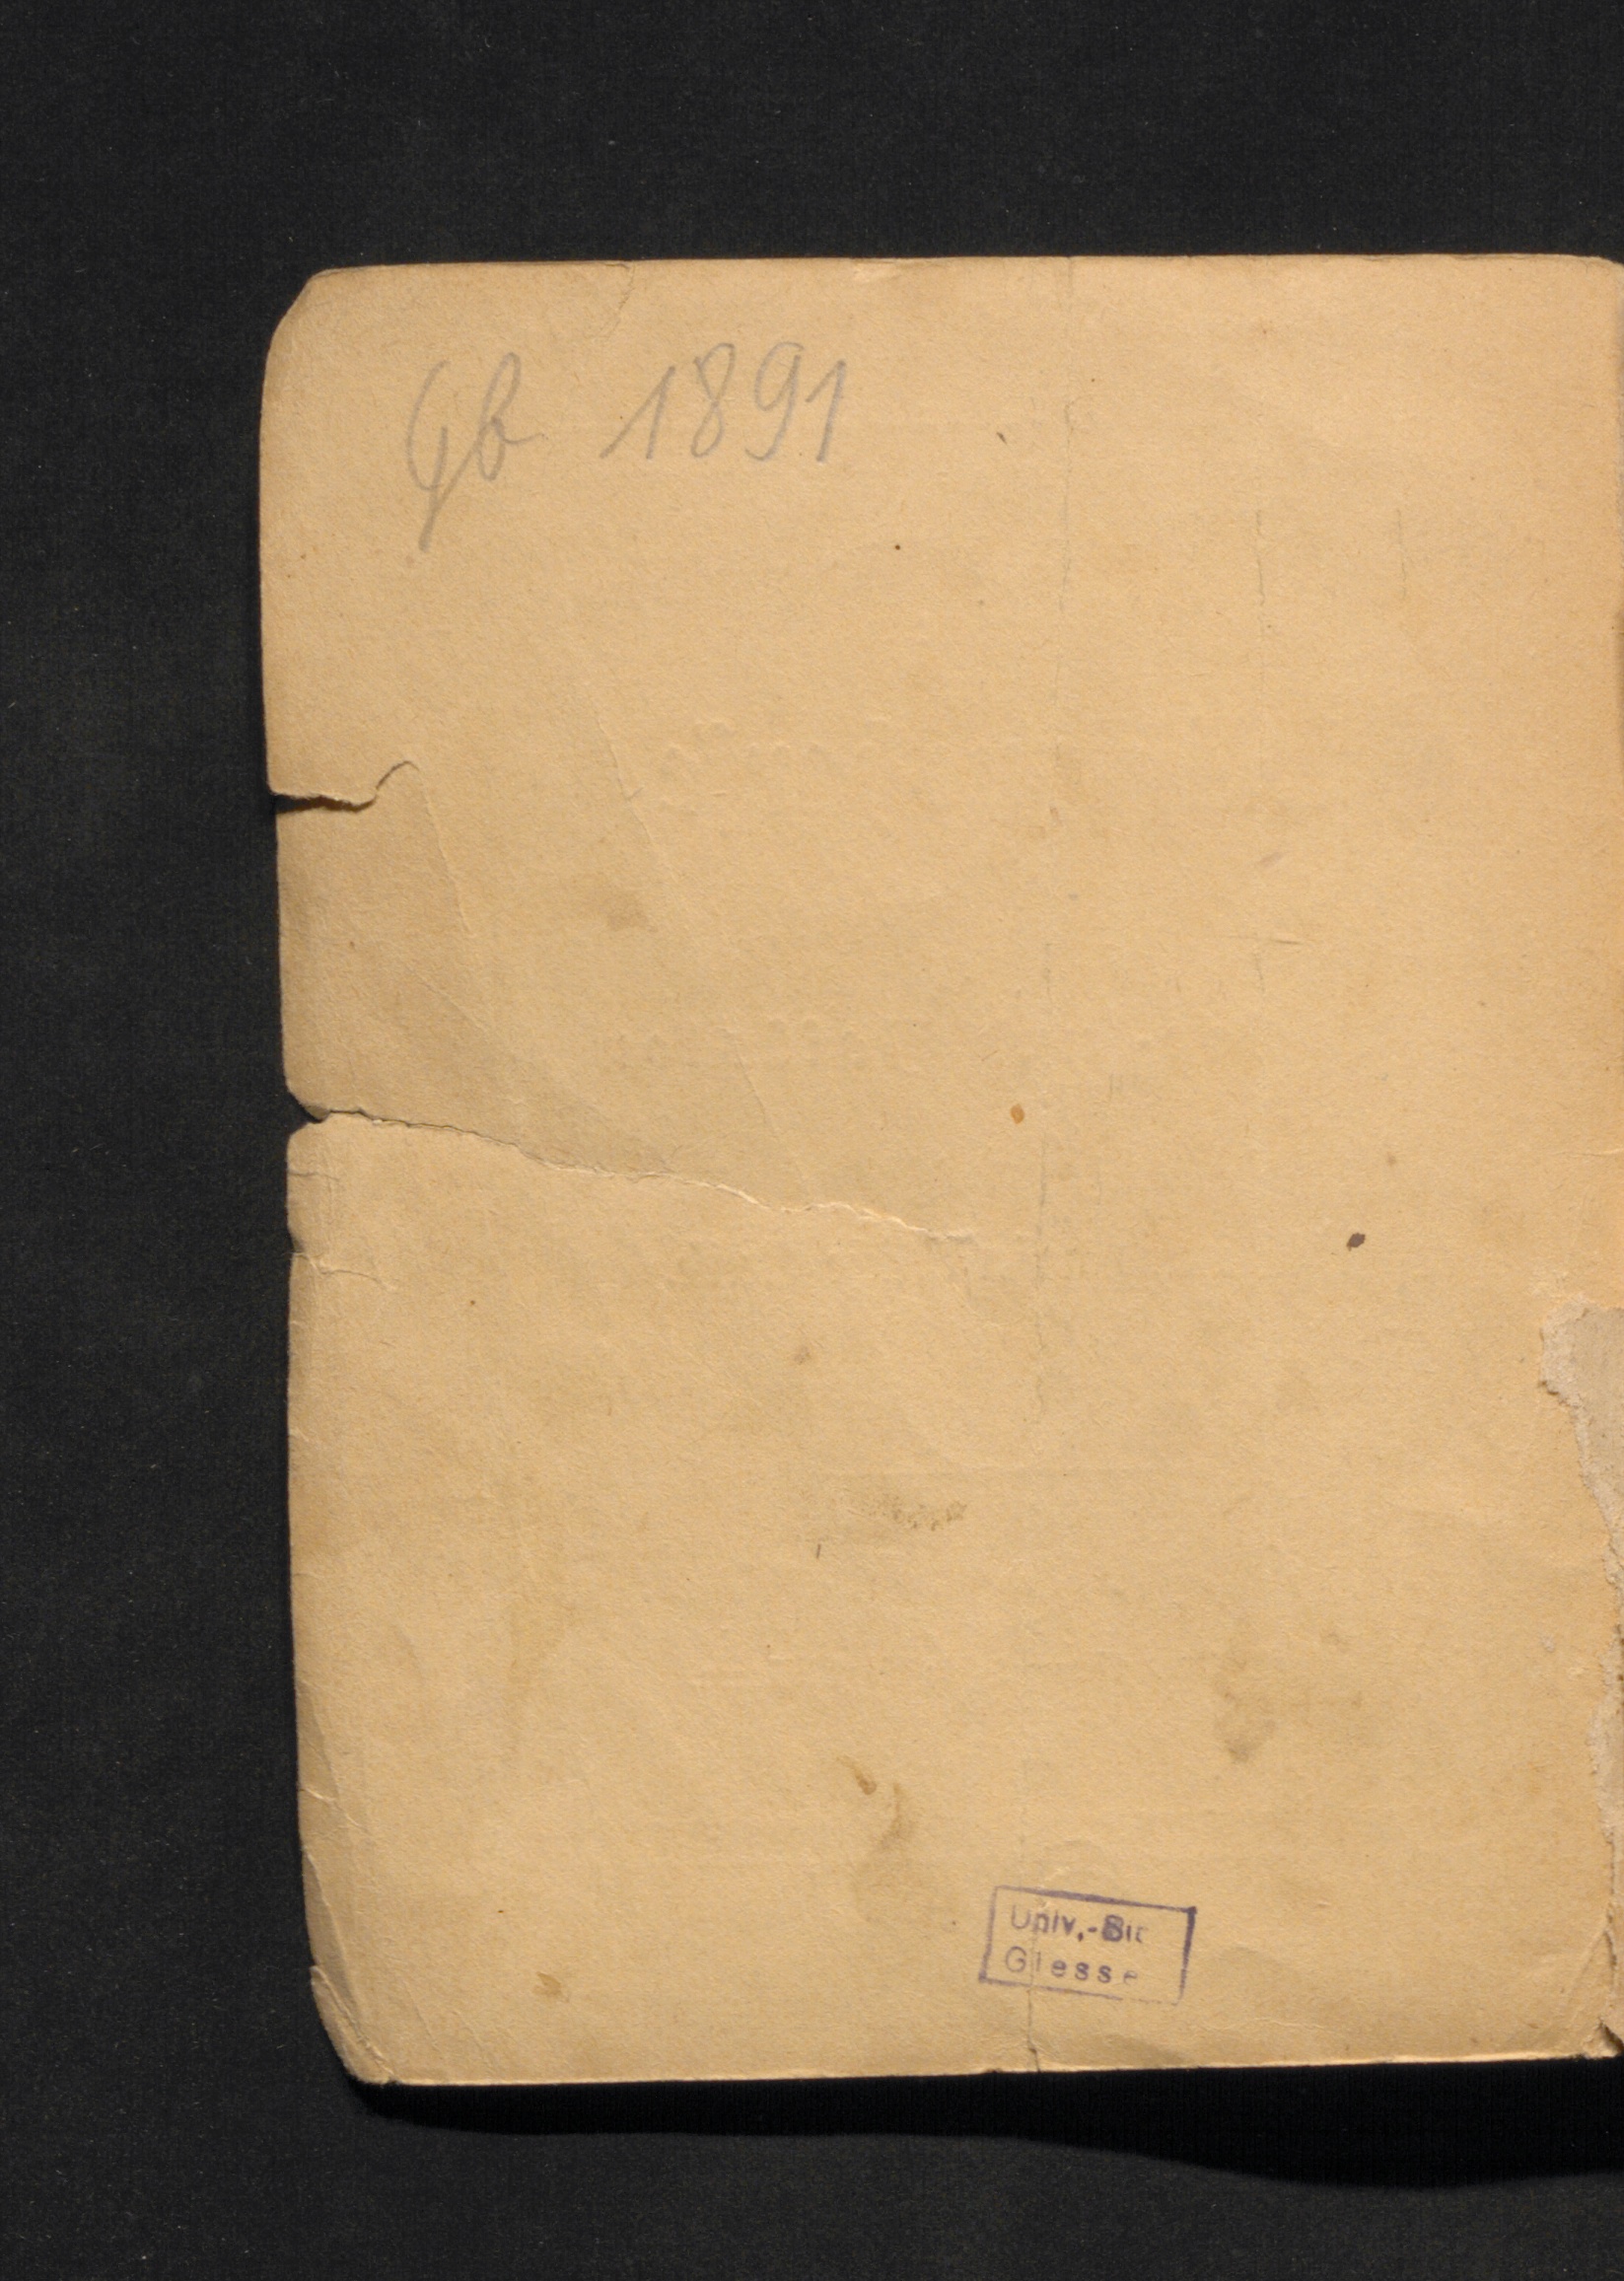 Gb 1891
Univ.-Bi
Giesse